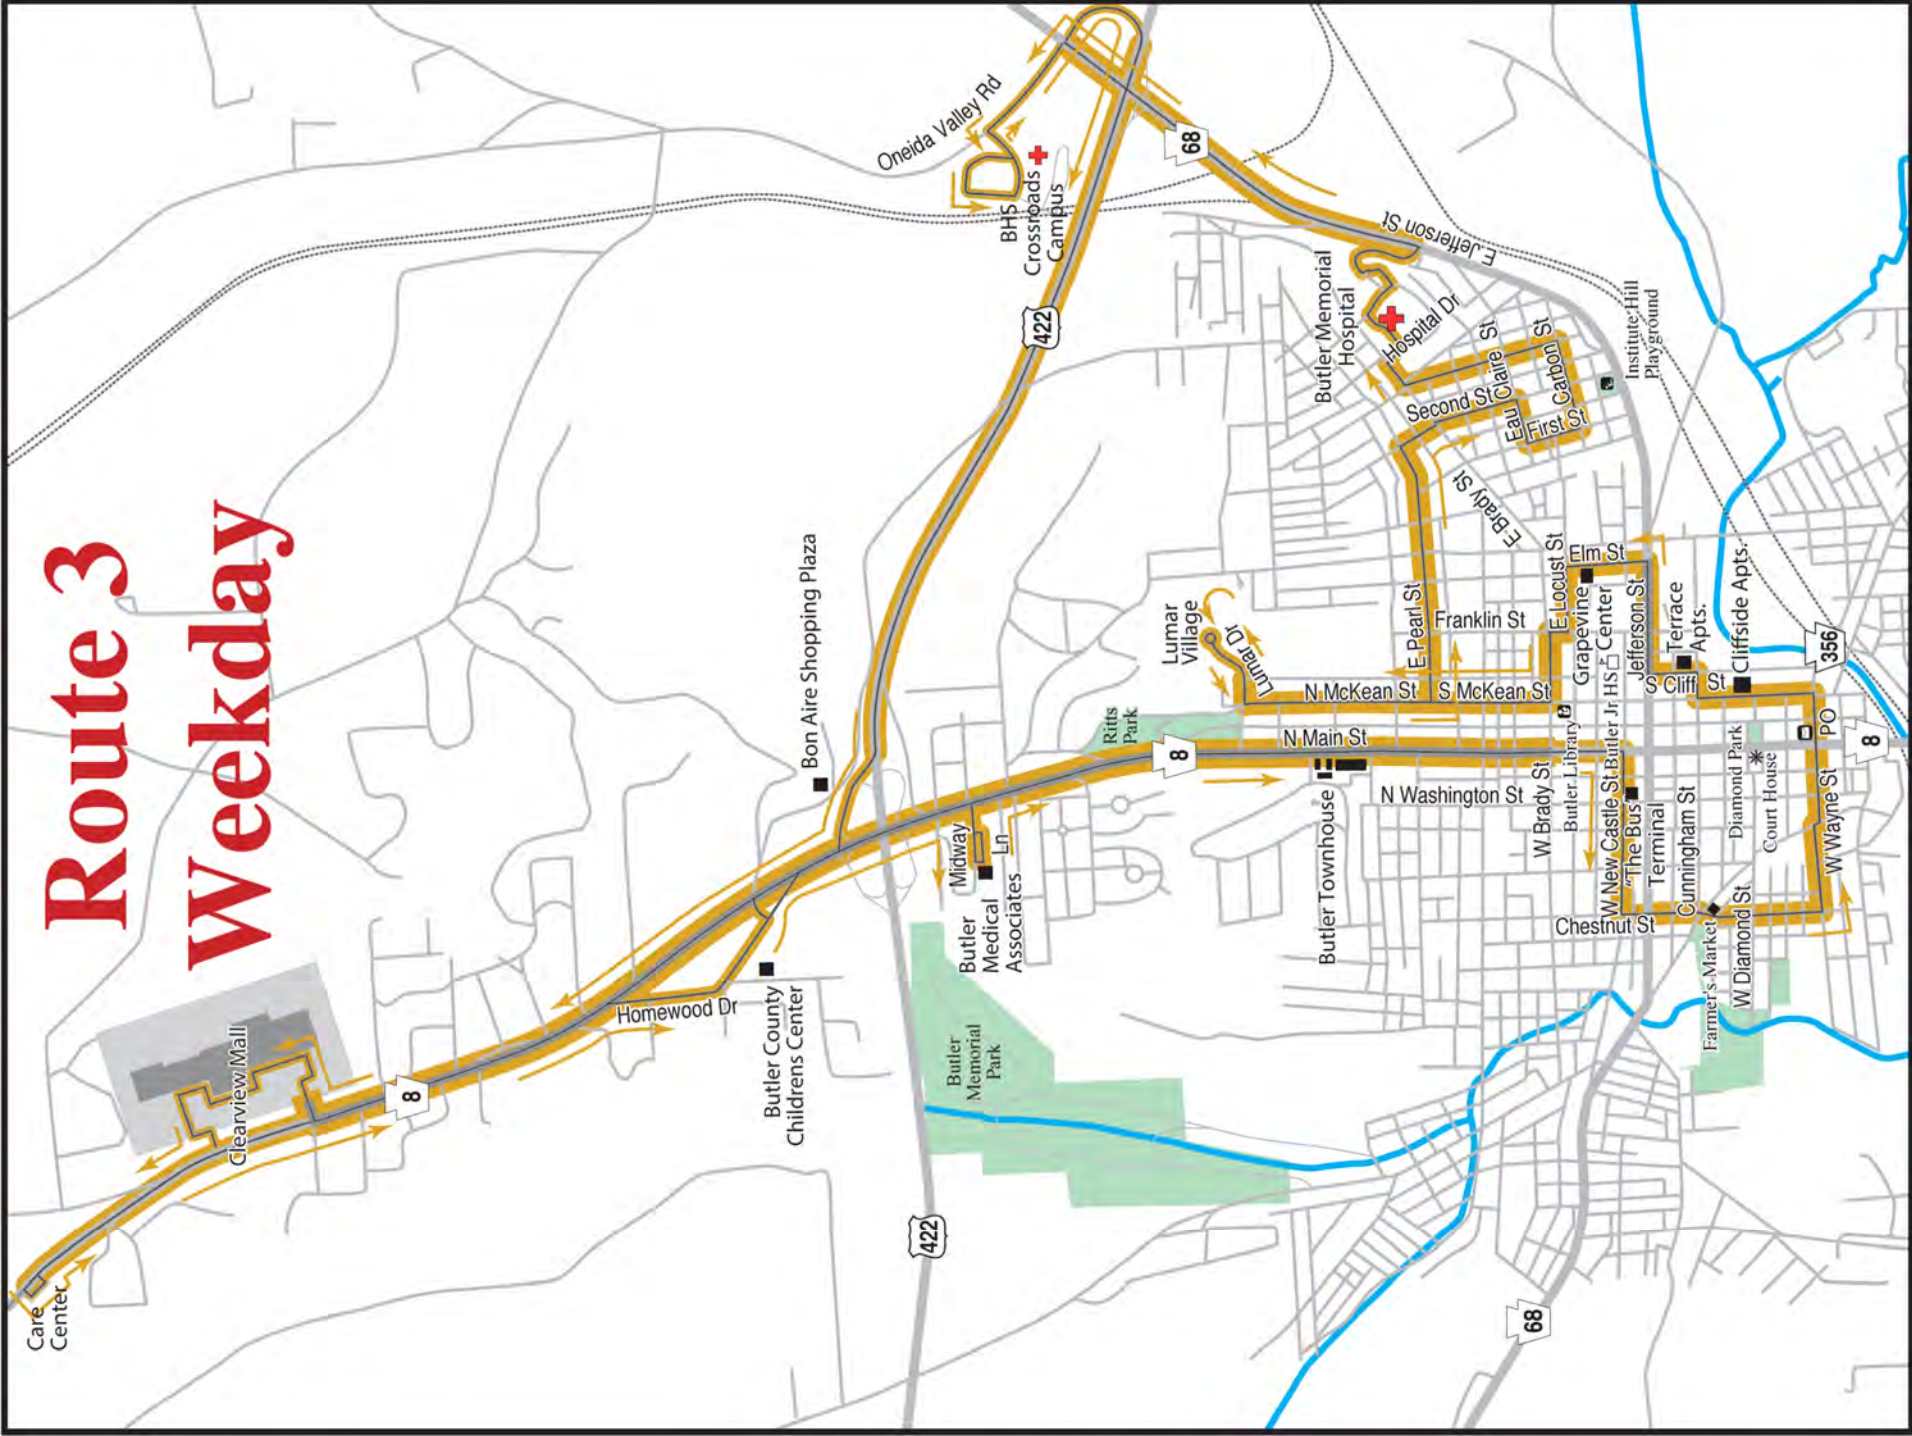 Route 3
Weekday
Care
Center
Clearview Mall
8
Homewood Dr
Butler County
Childrens Center
Bon Aire Shopping Plaza
Oneida Valley Rd
BHS
Crossroads
Campus
68
422
E Jefferson St
Butler Memorial
Hospital
Hospital Dr
Eau Claire St
Second St
Carbon St
First St
Institute Hill
Playground
E Brady St
Lumar
Village
Lumar Dr
N McKean St
S McKean St
E Pearl St
Franklin St
E Locust St
Elm St
Grapevine
Center
Jefferson St
Terrace
Apts.
Cliffside Apts.
S Cliff St
356
Ritts
Park
8
N Main St
Midway
Ln
Butler
Medical
Associates
Butler Townhouse
N Washington St
W Brady St
Butler Library
Butler Jr HS
W New Castle St
"The Bus"
Terminal
Cunningham St
Chestnut St
Diamond Park
Court House
PO
8
W Wayne St
W Diamond St
Farmer's Market
Butler
Memorial
Park
422
68